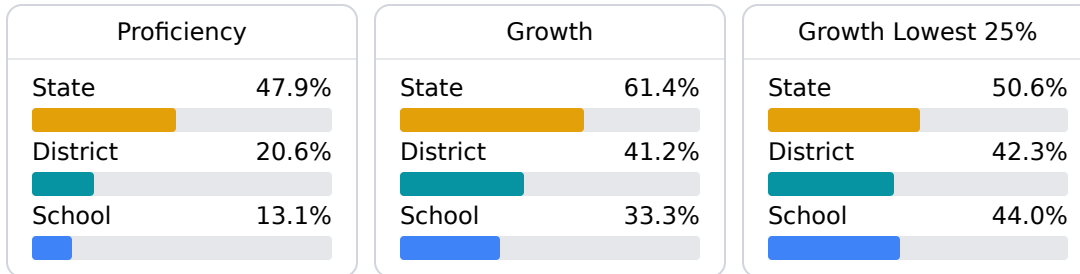 Proficiency
State 47.9%
District 20.6%
School 13.1%
Growth
State 61.4%
District 41.2%
School 33.3%
Growth Lowest 25%
State 50.6%
District 42.3%
School 44.0%